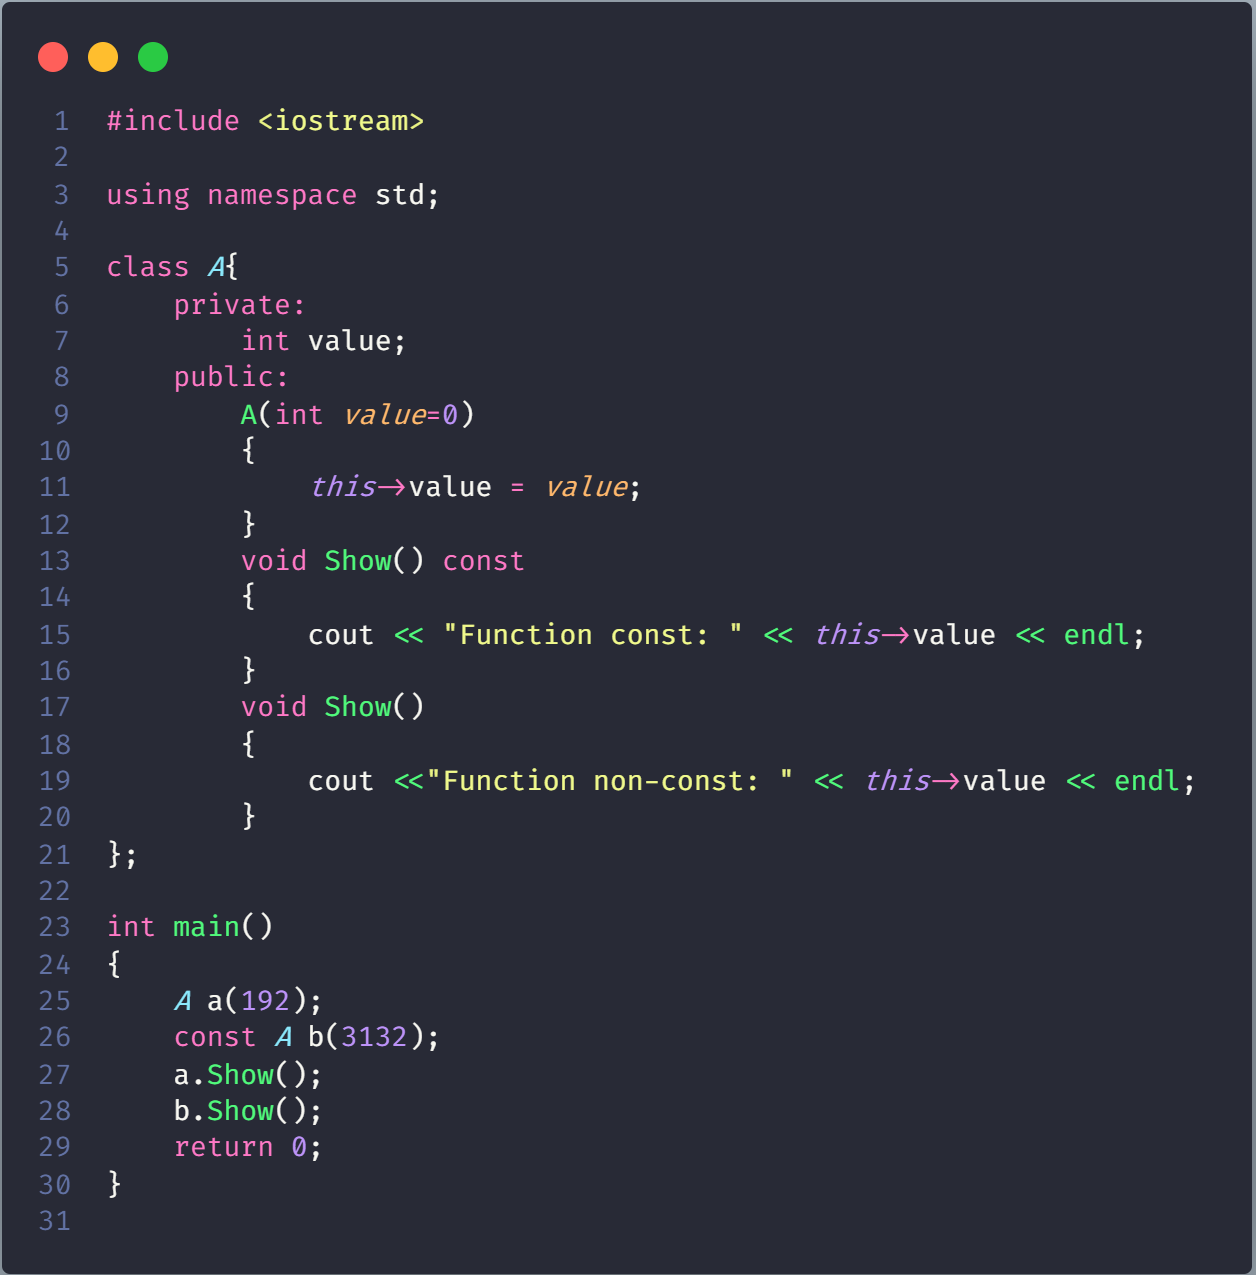 1 #include <iostream>
2
3 using namespace std;
4
5 class A{
6     private:
7         int value;
8     public:
9         A(int value=0)
10         {
11             this->value = value;
12         }
13         void Show() const
14         {
15             cout << "Function const: " << this->value << endl;
16         }
17         void Show()
18         {
19             cout <<"Function non-const: " << this->value << endl;
20         }
21 };
22
23 int main()
24 {
25     A a(192);
26     const A b(3132);
27     a.Show();
28     b.Show();
29     return 0;
30 }
31